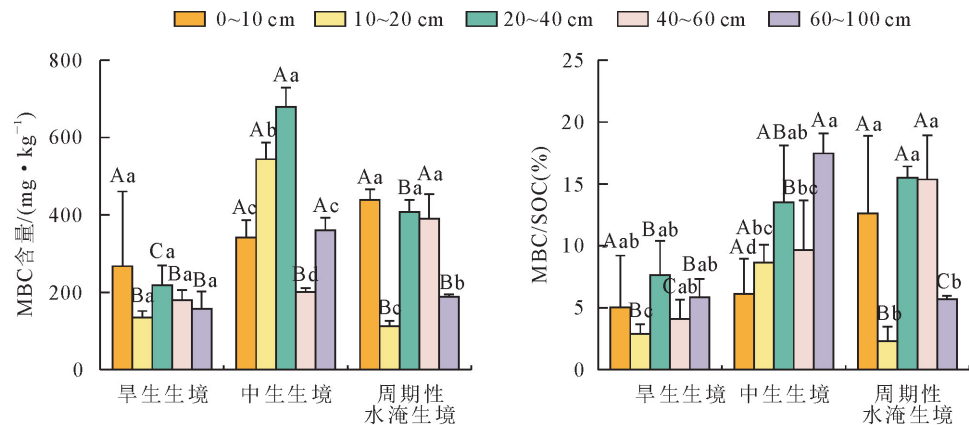 0~10 cm 10~20 cm 20~40 cm 40~60 cm 60~100 cm
MBC含量/(mg·kg⁻¹)
800
600
400
200
0
Aa Ba Ca Ba Ba
Ac Ab Aa Bd Ac
Aa Bc Ba Aa Bb
旱生生境 中生生境 周期性
水淹生境
MBC/SOC(%)
25
20
15
10
5
0
Aab Bc Bab Cab Bab
Ad Abc ABab Bbc Aa
Aa Bb Aa Aa Cb
旱生生境 中生生境 周期性
水淹生境